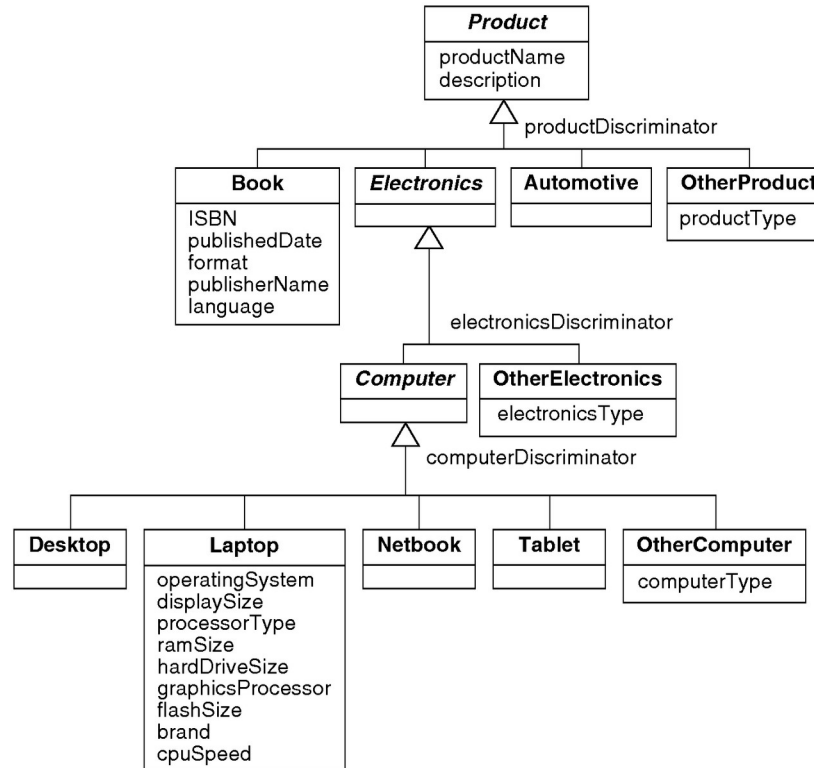 Product
productName
description
productDiscriminator
Book
ISBN
publishedDate
format
publisherName
language
Electronics
Automotive
OtherProduct
productType
electronicsDiscriminator
Computer
OtherElectronics
electronicsType
computerDiscriminator
Desktop
Laptop
operatingSystem
displaySize
processorType
ramSize
hardDriveSize
graphicsProcessor
flashSize
brand
cpuSpeed
Netbook
Tablet
OtherComputer
computerType